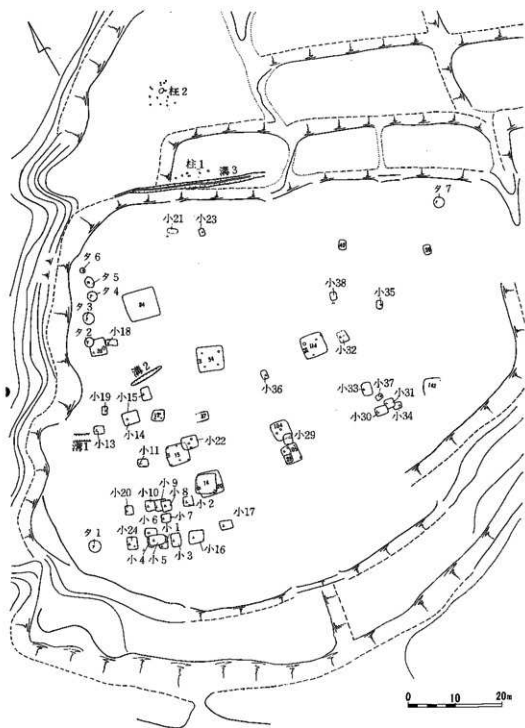 柱2
柱1
溝3
タ7
小21
小23
タ6
タ5
タ4
タ3
タ2
小18
小38
小35
小32
溝2
小15
小36
小33
小37
小31
小19
小14
小13
溝1
小30
小34
小22
小29
小11
小9
小20
小10
小8
小2
小6
小7
小17
小24
小1
タ1
小4
小5
小3
小16
0 10 20m